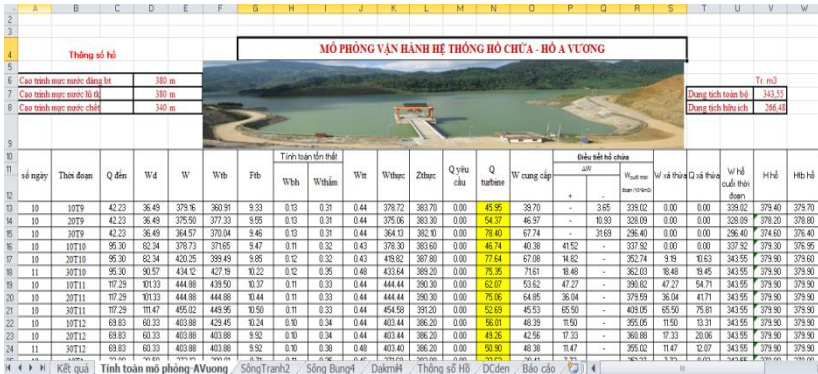 A B C D E F G H I J K L M N O P Q R S T U V W
2
3
4 Thông số hồ MÔ PHỎNG VẬN HÀNH HỆ THỐNG HỒ CHỨA - HỒ A VƯƠNG
5
6 Cao trình mực nước dâng bt 380 m Tr. m3
7 Cao trình mực nước lũ tk 380 m Dung tích toàn bộ 343,55
8 Cao trình mực nước chết 340 m Dung tích hữu ích 266,48
9
10 Tính toán tổn thất Điều tiết hồ chứa
11 số ngày Thời đoạn Q đến Wđ W Wtb Ftb Wbh Wthấm Wtt Wthực Zthực Q yêu cầu Q turbine W cung cấp ΔW W xả thừa Q xả thừa W hồ cuối thời đoạn H hồ Htb hồ
12 + -
13 10 10T9 42.23 36.49 379.16 360.91 9.33 0.13 0.31 0.44 378.72 383.70 0.00 45.95 39.70 - 3.65 339.02 0.00 0.00 339.02 379.40 379.70
14 10 20T9 42.23 36.49 375.50 377.33 9.55 0.13 0.31 0.44 375.06 383.30 0.00 54.37 46.97 - 10.93 328.09 0.00 0.00 328.09 378.20 378.80
15 10 30T9 42.23 36.49 364.57 370.04 9.46 0.13 0.31 0.44 364.13 382.10 0.00 78.40 67.74 - 31.69 296.40 0.00 0.00 296.40 374.60 376.40
16 10 10T10 95.30 82.34 378.73 371.65 9.47 0.11 0.32 0.43 378.30 383.60 0.00 46.74 40.38 41.52 - 337.92 0.00 0.00 337.92 379.30 376.95
17 10 20T10 95.30 82.34 420.25 399.49 9.85 0.12 0.32 0.43 419.82 387.80 0.00 77.64 67.08 14.82 - 352.74 9.19 10.63 343.55 379.90 379.60
18 11 30T10 95.30 90.57 434.12 427.19 10.22 0.12 0.35 0.48 433.64 389.20 0.00 75.35 71.61 18.48 - 362.03 18.48 19.45 343.55 379.90 379.90
19 10 10T11 117.29 101.33 444.88 439.50 10.37 0.11 0.33 0.44 444.44 390.30 0.00 62.07 53.62 47.27 - 390.82 47.27 54.71 343.55 379.90 379.90
20 10 20T11 117.29 101.33 444.88 444.88 10.44 0.11 0.33 0.44 444.44 390.30 0.00 75.06 64.85 36.04 - 379.59 36.04 41.71 343.55 379.90 379.90
21 10 30T11 117.29 111.47 455.02 449.95 10.50 0.11 0.33 0.44 454.58 391.20 0.00 52.69 45.53 65.50 - 409.05 65.50 75.81 343.55 379.90 379.90
22 10 10T12 69.83 60.33 403.88 429.45 10.24 0.10 0.34 0.44 403.44 386.20 0.00 56.01 48.39 11.50 - 355.05 11.50 13.31 343.55 379.90 379.90
23 10 20T12 69.83 60.33 403.88 403.88 9.92 0.10 0.34 0.44 403.44 386.20 0.00 49.26 42.56 17.33 - 360.88 17.33 20.06 343.55 379.90 379.90
24 11 30T12 69.83 60.33 403.88 403.88 9.92 0.10 0.38 0.48 403.40 386.20 0.00 50.90 48.38 11.47 - 355.02 11.47 12.07 343.55 379.90 379.90
Kết quả Tính toán mô phỏng-AVuong SôngTranh2 Sông Bung4 Dakmi4 Thông số Hồ DCden Báo cáo